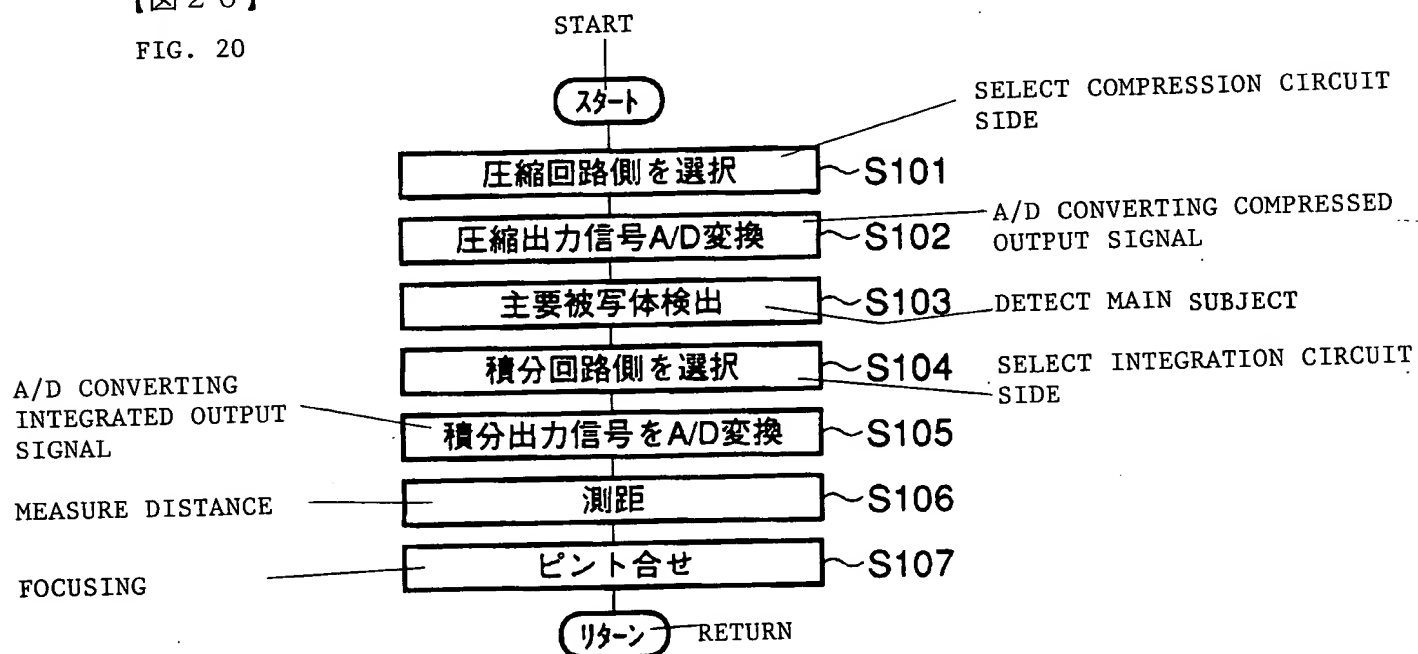 【図20】
FIG. 20
START
スタート
SELECT COMPRESSION CIRCUIT
SIDE
圧縮回路側を選択
S101
A/D CONVERTING COMPRESSED
OUTPUT SIGNAL
圧縮出力信号A/D変換
S102
主要被写体検出
S103
DETECT MAIN SUBJECT
積分回路側を選択
S104
SELECT INTEGRATION CIRCUIT
SIDE
A/D CONVERTING
INTEGRATED OUTPUT
SIGNAL
積分出力信号をA/D変換
S105
MEASURE DISTANCE
測距
S106
FOCUSING
ピント合せ
S107
リターン
RETURN